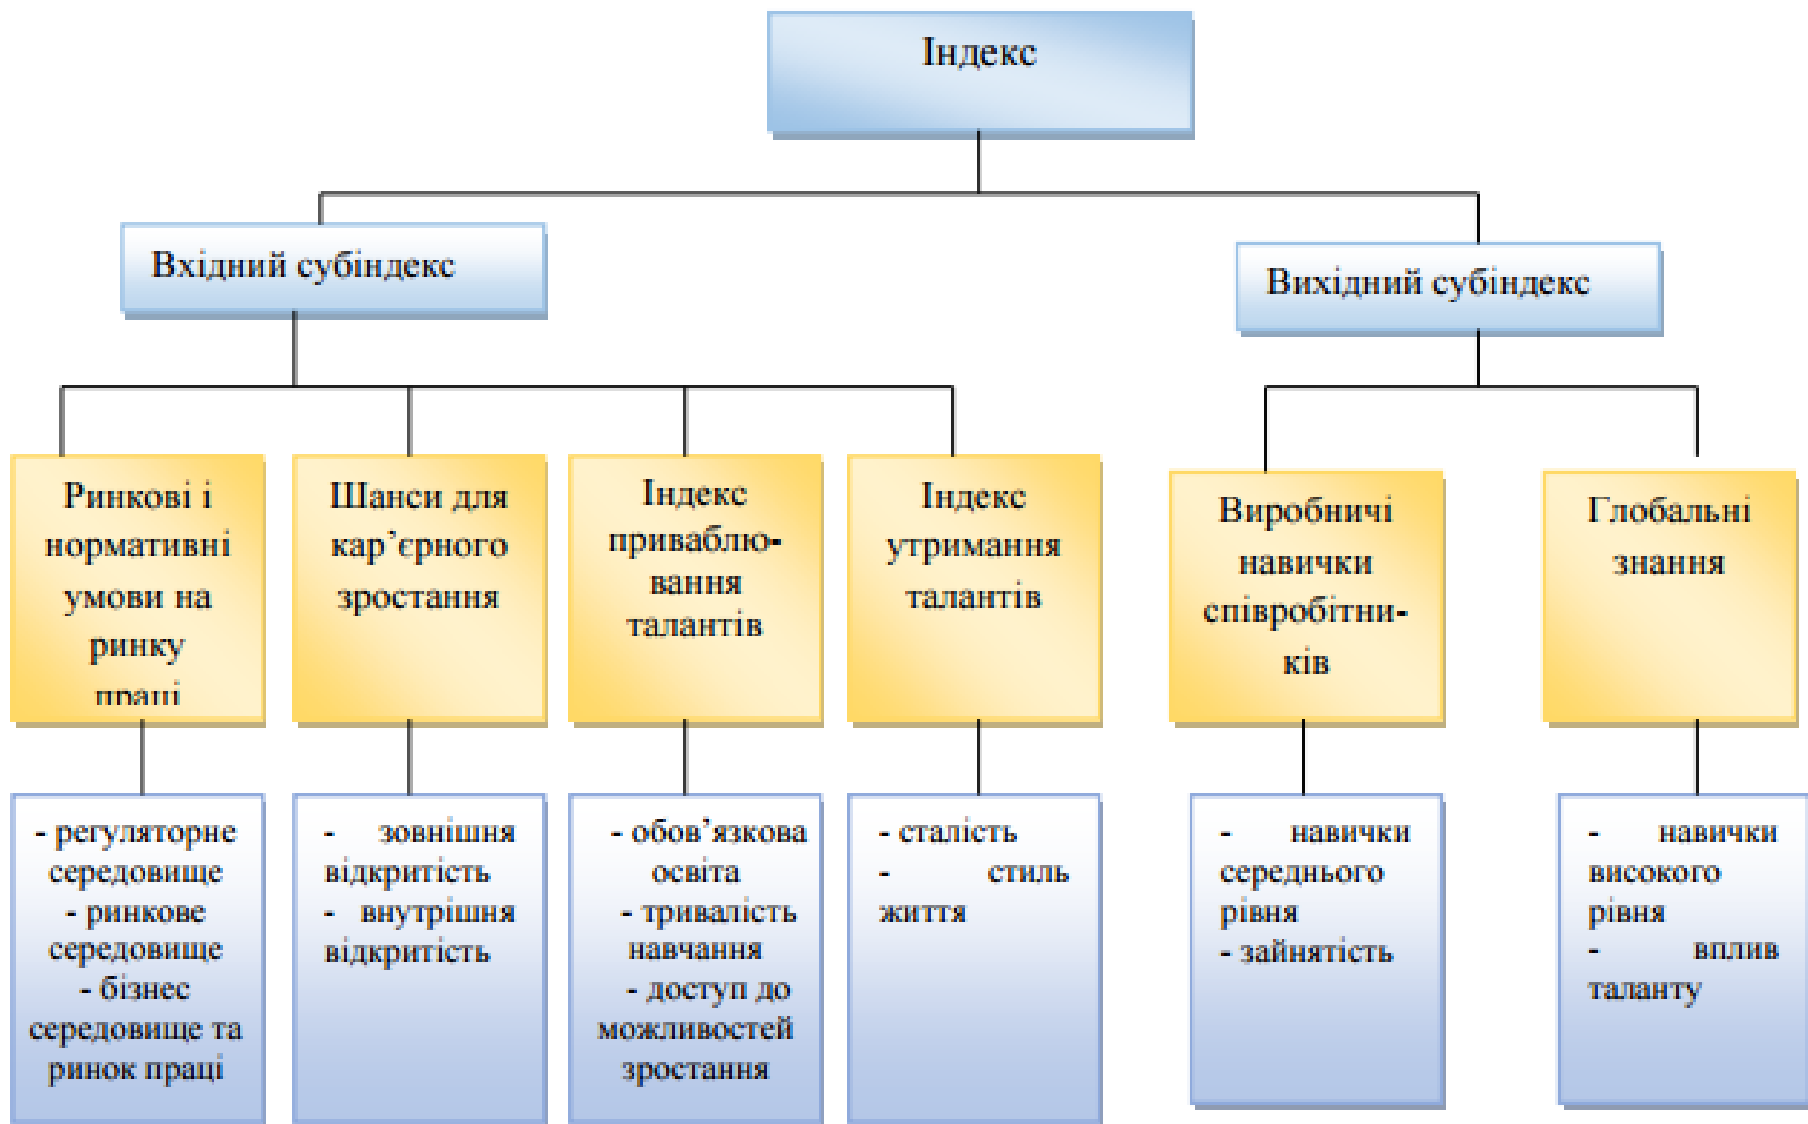 Індекс
Вхідний субіндекс
Вихідний субіндекс
Ринкові і
нормативні
умови на
ринку
праці
Шанси для
кар’єрного
зростання
Індекс
приваблю-
вання
талантів
Індекс
утримання
талантів
Виробничі
навички
співробітни-
ків
Глобальні
знання
- регуляторне
середовище
- ринкове
середовище
- бізнес
середовище та
ринок праці
- зовнішня
відкритість
- внутрішня
відкритість
- обов’язкова
освіта
- тривалість
навчання
- доступ до
можливостей
зростання
- сталість
- стиль
життя
- навички
середнього
рівня
- зайнятість
- навички
високого
рівня
- вплив
таланту